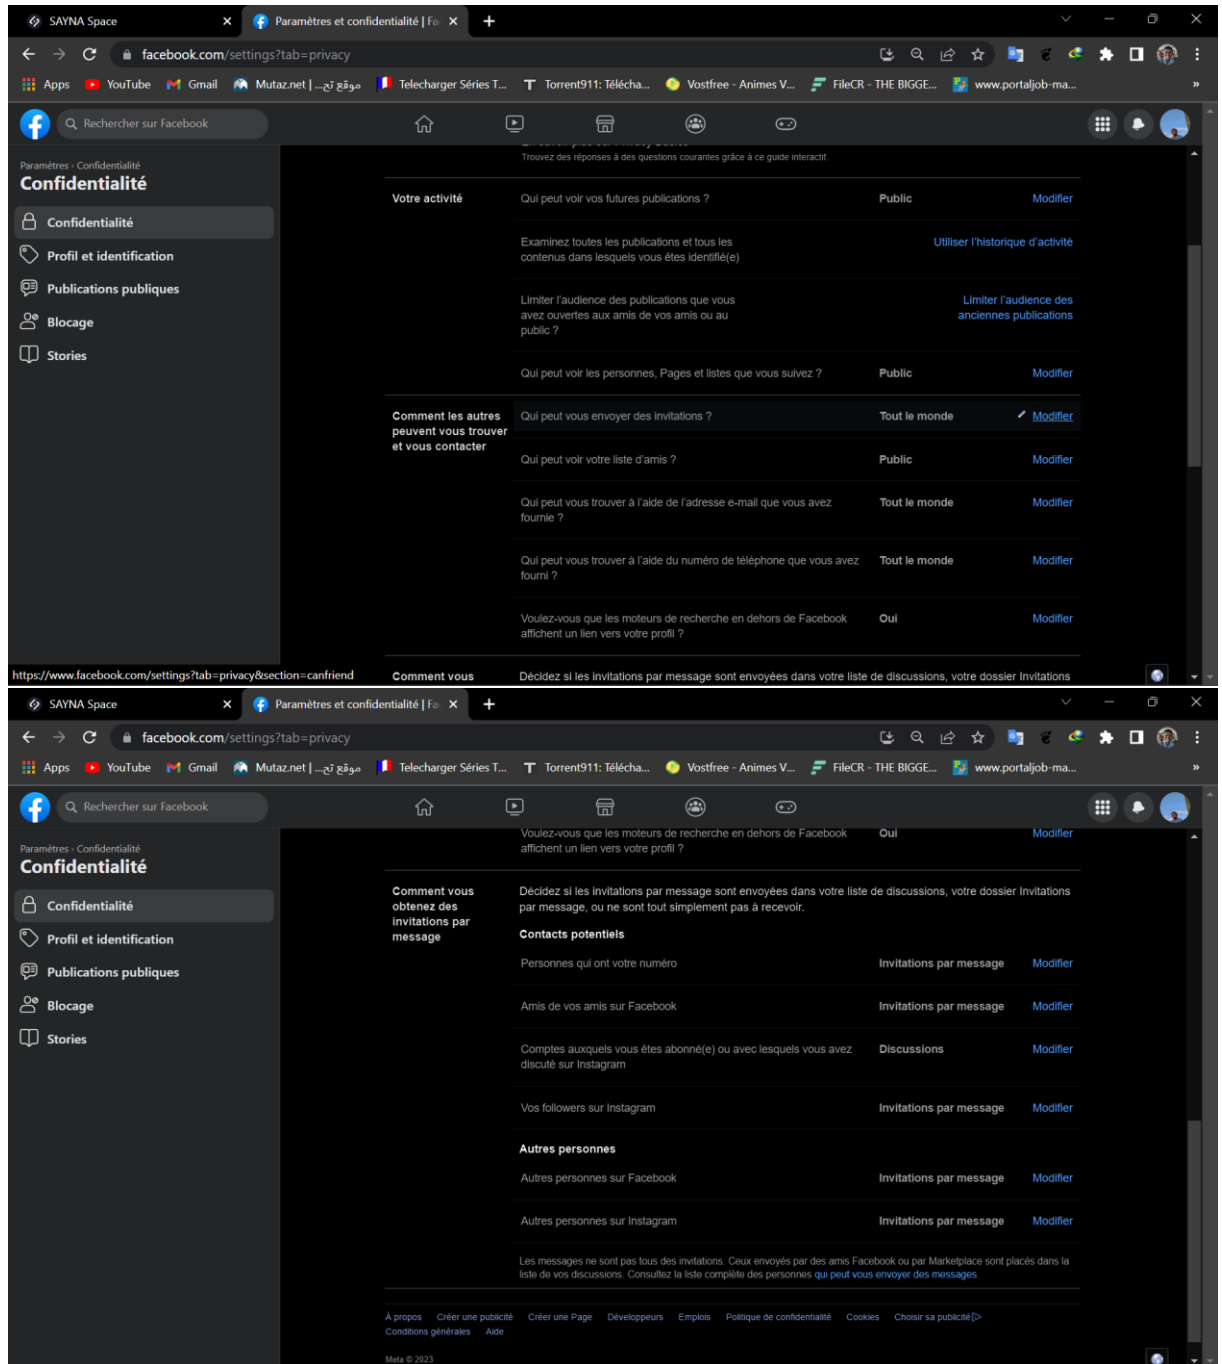 SAYNA Space
Paramètres et confidentialité | Fa
facebook.com/settings?tab=privacy
Apps YouTube Gmail Mutaz.net | ...موقع تح Telecharger Séries T... Torrent911: Télécha... Vostfree - Animes V... FileCR - THE BIGGE... www.portaljob-ma... »
Rechercher sur Facebook
Paramètres › Confidentialité
Confidentialité
Confidentialité
Profil et identification
Publications publiques
Blocage
Stories
Trouvez des réponses à des questions courantes grâce à ce guide interactif.
Votre activité
Qui peut voir vos futures publications ? Public Modifier
Examinez toutes les publications et tous les
contenus dans lesquels vous êtes identifié(e)
Utiliser l'historique d'activité
Limiter l'audience des publications que vous
avez ouvertes aux amis de vos amis ou au
public ?
Limiter l'audience des
anciennes publications
Qui peut voir les personnes, Pages et listes que vous suivez ? Public Modifier
Comment les autres
peuvent vous trouver
et vous contacter
Qui peut vous envoyer des invitations ? Tout le monde Modifier
Qui peut voir votre liste d'amis ? Public Modifier
Qui peut vous trouver à l'aide de l'adresse e-mail que vous avez
fournie ?
Tout le monde Modifier
Qui peut vous trouver à l'aide du numéro de téléphone que vous avez
fourni ?
Tout le monde Modifier
Voulez-vous que les moteurs de recherche en dehors de Facebook
affichent un lien vers votre profil ?
Oui Modifier
Comment vous
Décidez si les invitations par message sont envoyées dans votre liste de discussions, votre dossier Invitations
https://www.facebook.com/settings?tab=privacy&section=canfriend
SAYNA Space
Paramètres et confidentialité | Fa
facebook.com/settings?tab=privacy
Apps YouTube Gmail Mutaz.net | ...موقع تح Telecharger Séries T... Torrent911: Télécha... Vostfree - Animes V... FileCR - THE BIGGE... www.portaljob-ma... »
Rechercher sur Facebook
Paramètres › Confidentialité
Confidentialité
Confidentialité
Profil et identification
Publications publiques
Blocage
Stories
Voulez-vous que les moteurs de recherche en dehors de Facebook
affichent un lien vers votre profil ?
Oui Modifier
Comment vous
obtenez des
invitations par
message
Décidez si les invitations par message sont envoyées dans votre liste de discussions, votre dossier Invitations
par message, ou ne sont tout simplement pas à recevoir.
Contacts potentiels
Personnes qui ont votre numéro Invitations par message Modifier
Amis de vos amis sur Facebook Invitations par message Modifier
Comptes auxquels vous êtes abonné(e) ou avec lesquels vous avez
discuté sur Instagram
Discussions Modifier
Vos followers sur Instagram Invitations par message Modifier
Autres personnes
Autres personnes sur Facebook Invitations par message Modifier
Autres personnes sur Instagram Invitations par message Modifier
Les messages ne sont pas tous des invitations. Ceux envoyés par des amis Facebook ou par Marketplace sont placés dans la
liste de vos discussions. Consultez la liste complète des personnes qui peut vous envoyer des messages.
À propos Créer une publicité Créer une Page Développeurs Emplois Politique de confidentialité Cookies Choisir sa publicité
Conditions générales Aide
Meta © 2023